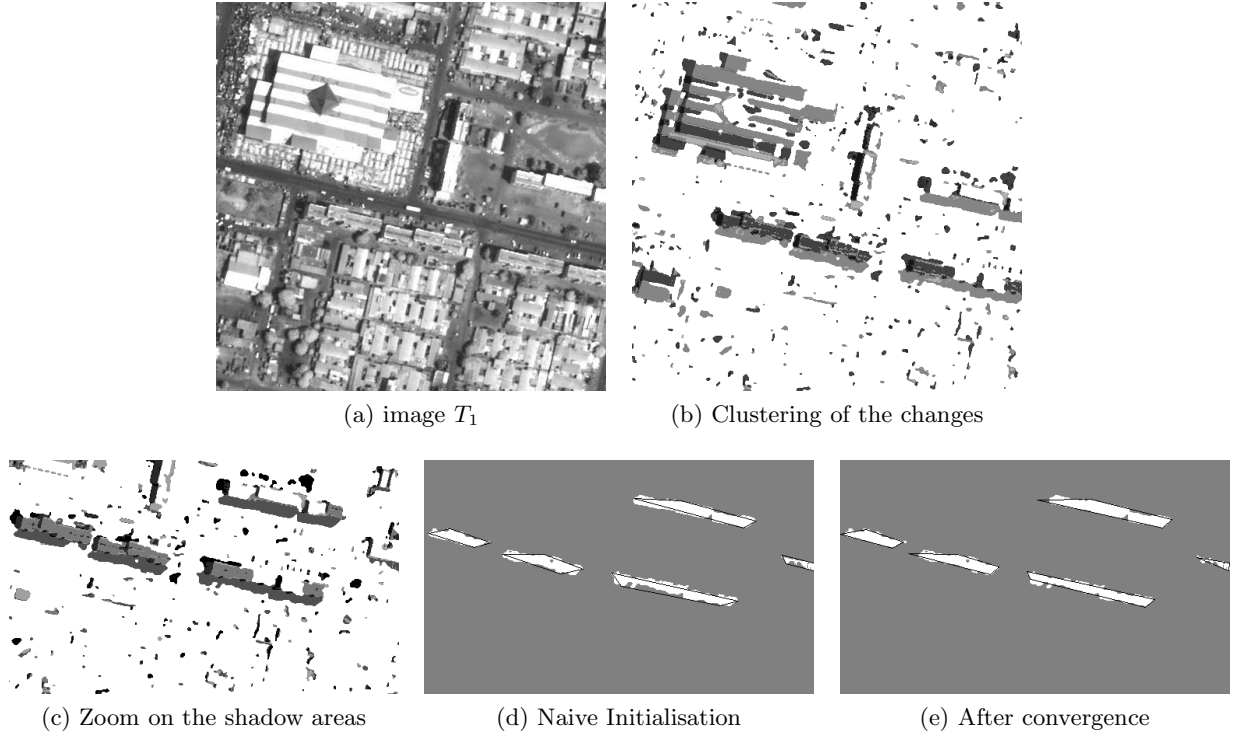 (a) image T₁
(b) Clustering of the changes
(c) Zoom on the shadow areas
(d) Naive Initialisation
(e) After convergence